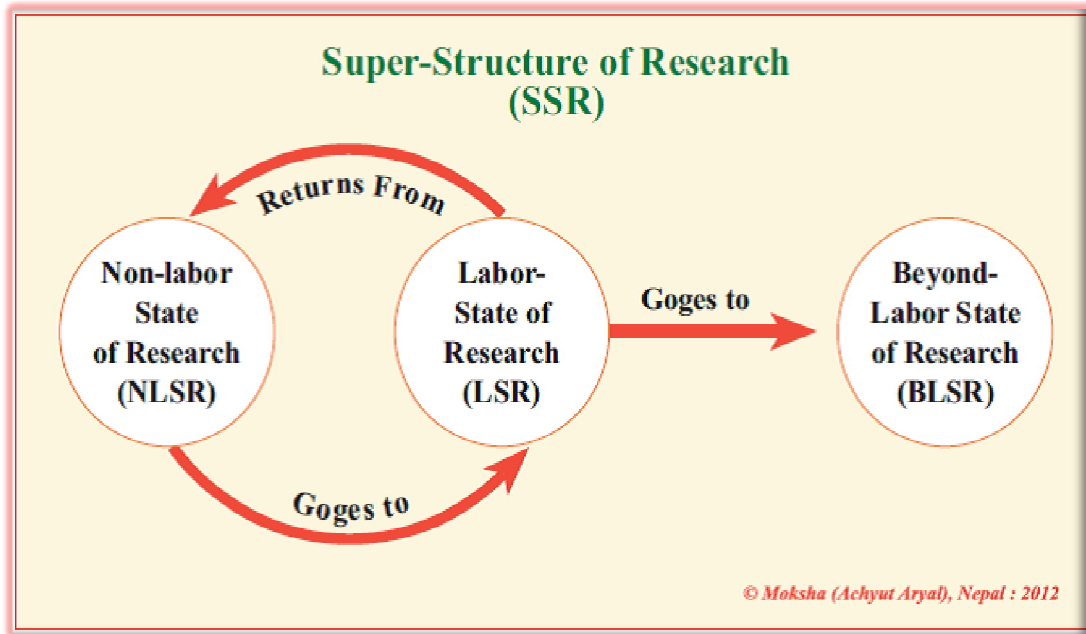 Super-Structure of Research
(SSR)
Returns From
Non-labor
State
of Research
(NLSR)
Labor-
State of
Research
(LSR)
Goges to
Beyond-
Labor State
of Research
(BLSR)
Goges to
© Moksha (Achyut Aryal), Nepal : 2012